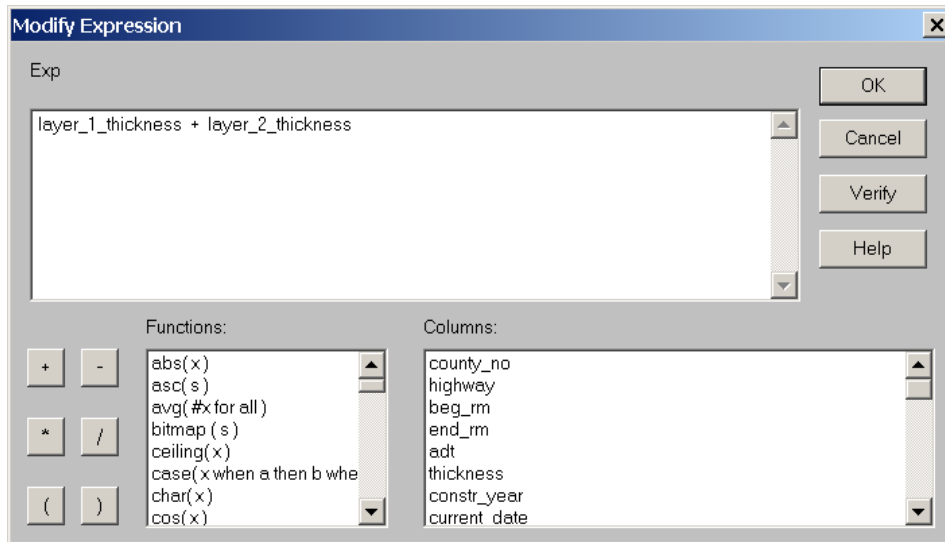 Modify Expression
Exp
OK
layer_1_thickness + layer_2_thickness
Cancel
Verify
Help
Functions:
Columns:
+ -
* /
( )
abs( x )
asc( s )
avg( #x for all )
bitmap ( s )
ceiling( x )
case( x when a then b whe
char( x )
cos( x )
county_no
highway
beg_rm
end_rm
adt
thickness
constr_year
current_date